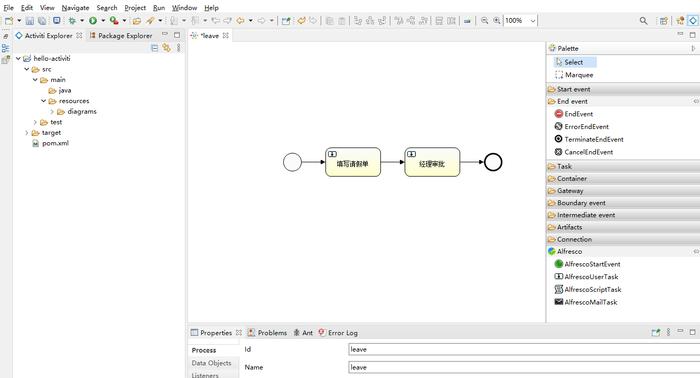 File Edit Navigate Search Project Run Window Help
100%
Activiti Explorer
Package Explorer
*leave
hello-activiti
src
main
java
resources
diagrams
test
target
pom.xml
填写请假单
经理审批
Palette
Select
Marquee
Start event
End event
EndEvent
ErrorEndEvent
TerminateEndEvent
CancelEndEvent
Task
Container
Gateway
Boundary event
Intermediate event
Artifacts
Connection
Alfresco
AlfrescoStartEvent
AlfrescoUserTask
AlfrescoScriptTask
AlfrescoMailTask
Properties
Problems
Ant
Error Log
Process
Data Objects
Listeners
Id
leave
Name
leave